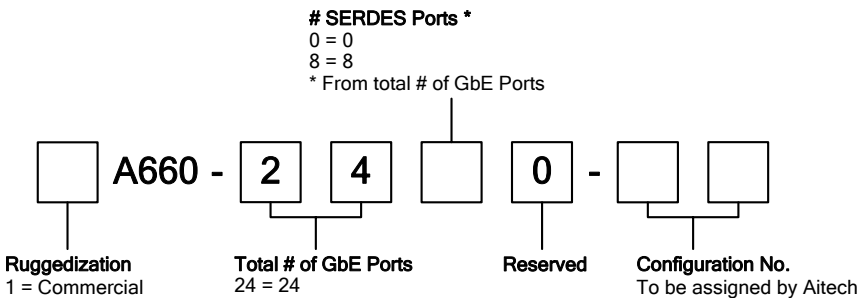 # SERDES Ports *
0 = 0
8 = 8
* From total # of GbE Ports
A660 - 2 4 0 -
Ruggedization
1 = Commercial
Total # of GbE Ports
24 = 24
Reserved
Configuration No.
To be assigned by Aitech